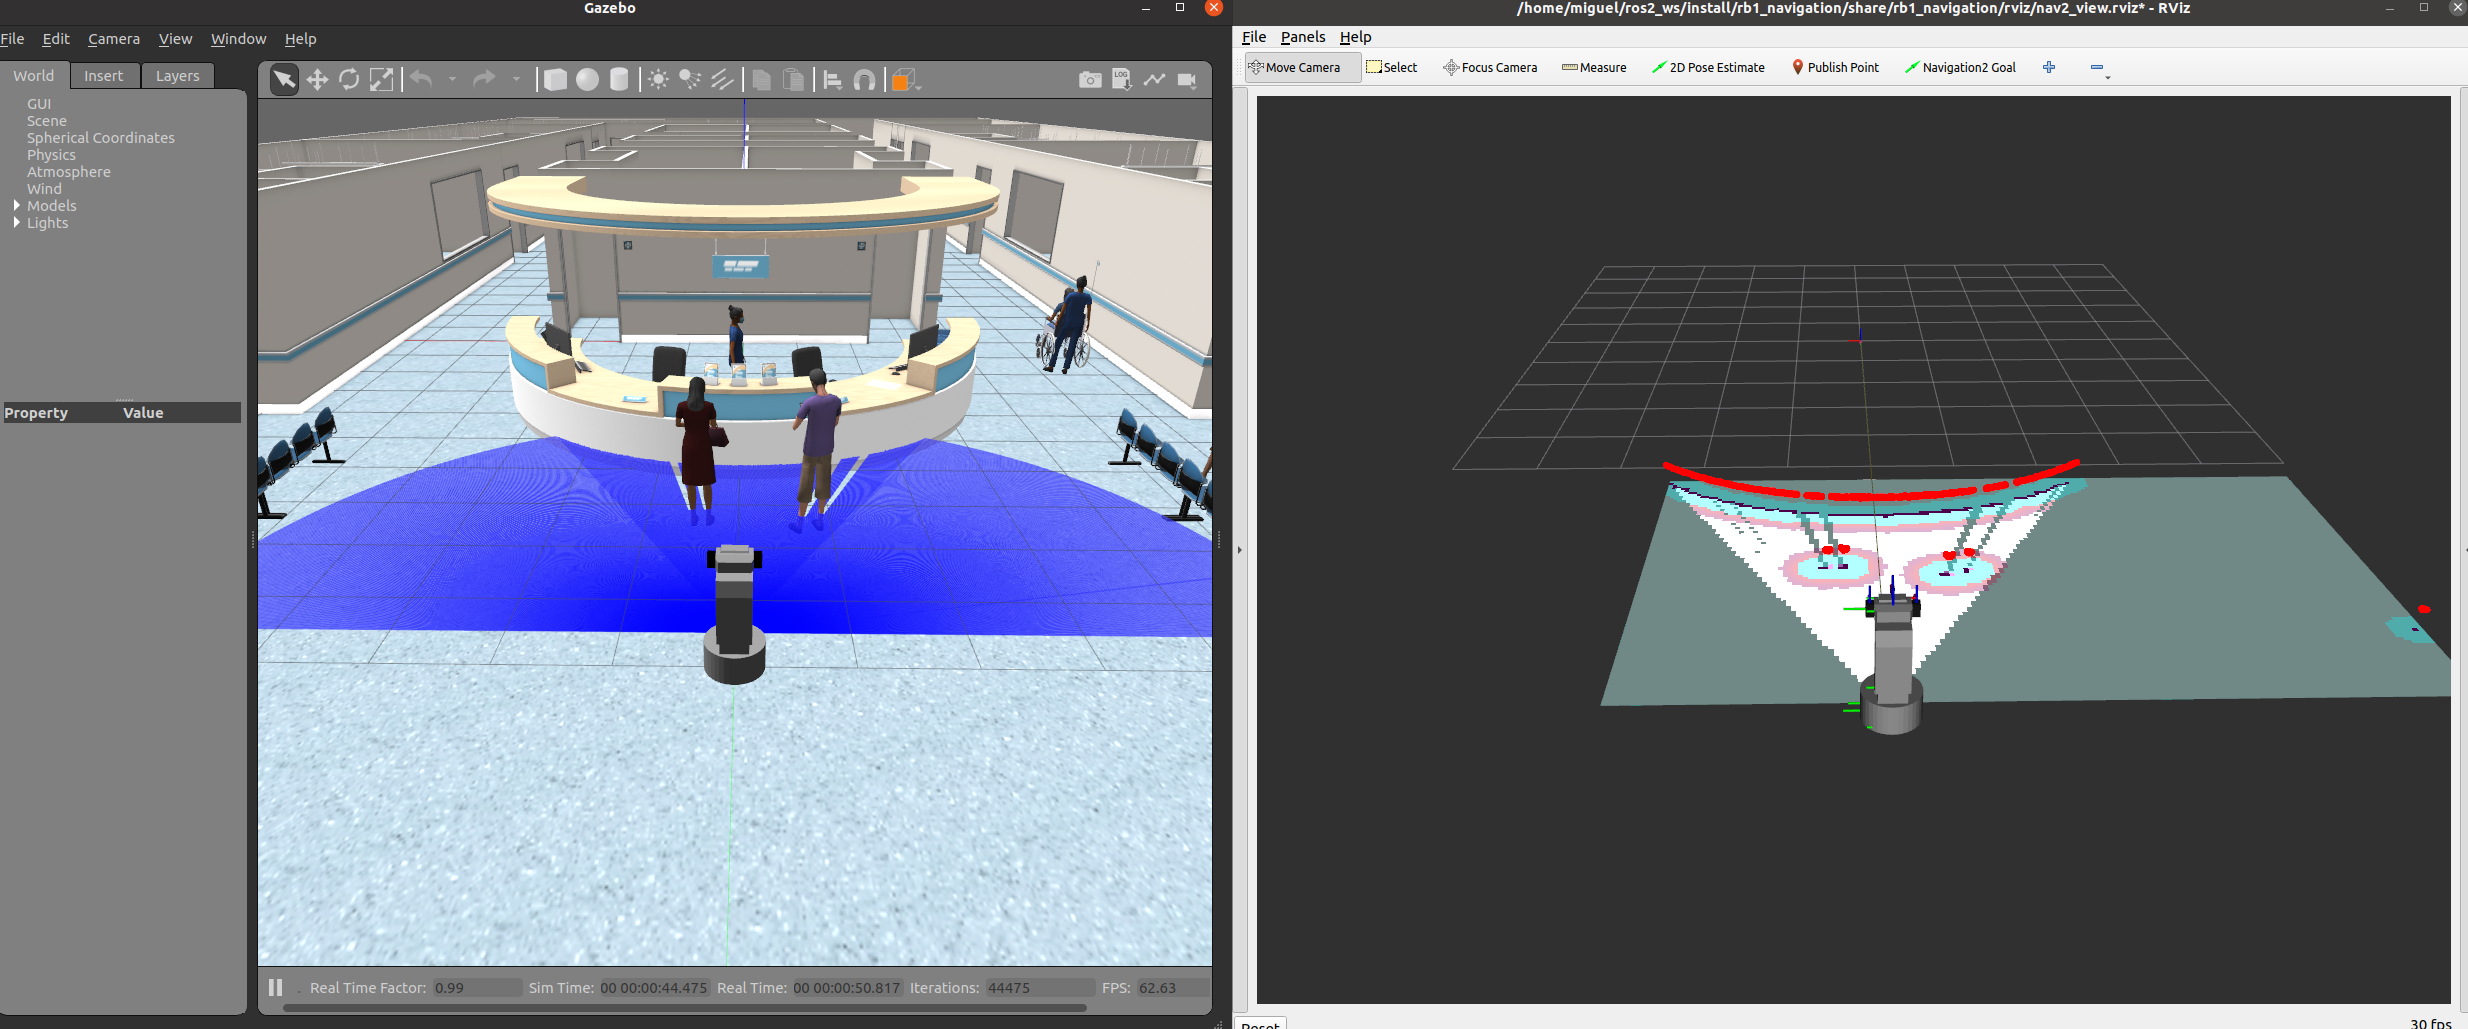 Gazebo
File Edit Camera View Window Help
World Insert Layers
GUI
Scene
Spherical Coordinates
Physics
Atmosphere
Wind
Models
Lights
Property Value
LOG
Real Time Factor: 0.99 Sim Time: 00 00:00:44.475 Real Time: 00 00:00:50.817 Iterations: 44475 FPS: 62.63
/home/miguel/ros2_ws/install/rb1_navigation/share/rb1_navigation/rviz/nav2_view.rviz* - RViz
File Panels Help
Move Camera Select Focus Camera Measure 2D Pose Estimate Publish Point Navigation2 Goal
Reset
30 fps